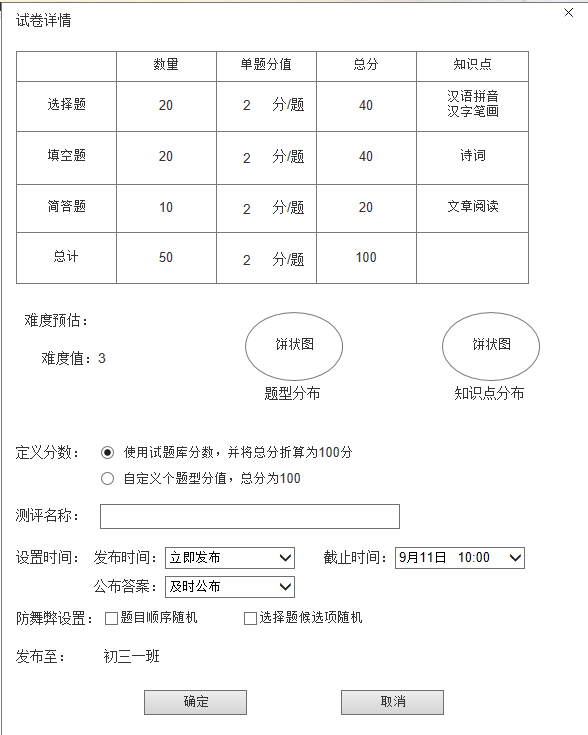 试卷详情
数量 单题分值 总分 知识点
选择题 20 2 分/题 40 汉语拼音
汉字笔画
填空题 20 2 分/题 40 诗词
简答题 10 2 分/题 20 文章阅读
总计 50 2 分/题 100
难度预估：
难度值：3
饼状图 饼状图
题型分布 知识点分布
定义分数： 使用试题库分数，并将总分折算为100分
自定义个题型分值，总分为100
测评名称：
设置时间： 发布时间： 立即发布 截止时间： 9月11日 10:00
公布答案： 及时公布
防舞弊设置： 题目顺序随机 选择题候选项随机
发布至： 初三一班
确定 取消